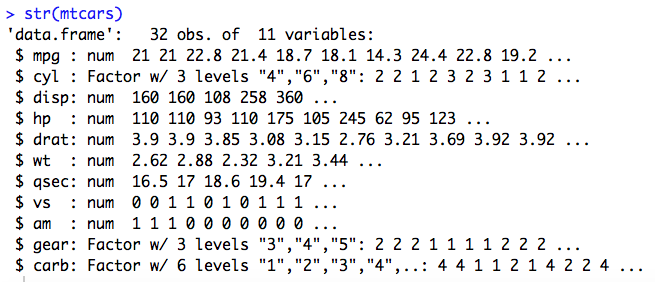 > str(mtcars)
'data.frame':   32 obs. of  11 variables:
 $ mpg : num  21 21 22.8 21.4 18.7 18.1 14.3 24.4 22.8 19.2 ...
 $ cyl : Factor w/ 3 levels "4","6","8": 2 2 1 2 3 2 3 1 1 2 ...
 $ disp: num  160 160 108 258 360 ...
 $ hp  : num  110 110 93 110 175 105 245 62 95 123 ...
 $ drat: num  3.9 3.9 3.85 3.08 3.15 2.76 3.21 3.69 3.92 3.92 ...
 $ wt  : num  2.62 2.88 2.32 3.21 3.44 ...
 $ qsec: num  16.5 17 18.6 19.4 17 ...
 $ vs  : num  0 0 1 1 0 1 0 1 1 1 ...
 $ am  : num  1 1 1 0 0 0 0 0 0 0 ...
 $ gear: Factor w/ 3 levels "3","4","5": 2 2 2 1 1 1 1 2 2 2 ...
 $ carb: Factor w/ 6 levels "1","2","3","4",..: 4 4 1 1 2 1 4 2 2 4 ...